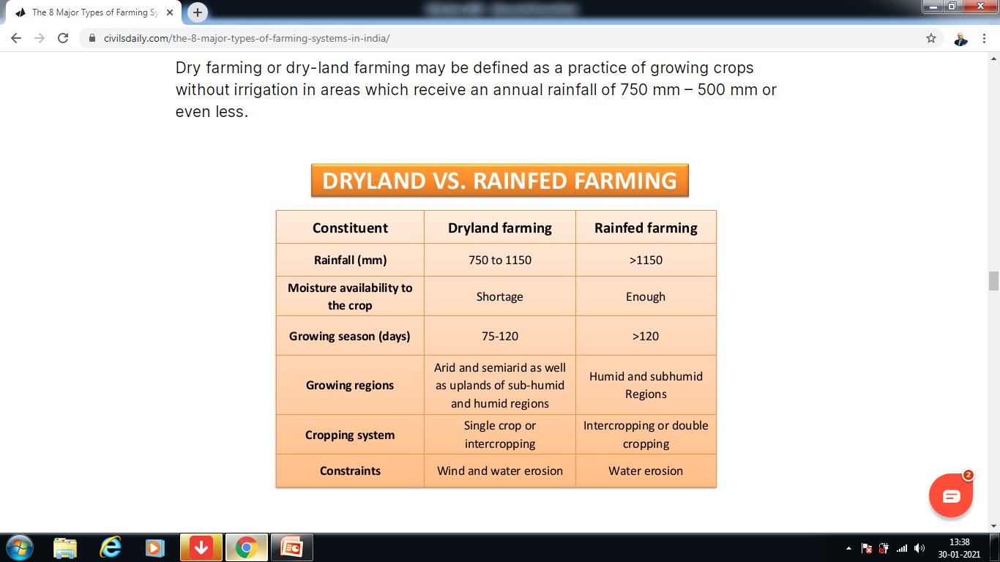 The 8 Major Types of Farming Sy
civilsdaily.com/the-8-major-types-of-farming-systems-in-india/
Dry farming or dry-land farming may be defined as a practice of growing crops
without irrigation in areas which receive an annual rainfall of 750 mm – 500 mm or
even less.
DRYLAND VS. RAINFED FARMING
Constituent Dryland farming Rainfed farming
Rainfall (mm) 750 to 1150 >1150
Moisture availability to
the crop
Shortage Enough
Growing season (days) 75-120 >120
Growing regions
Arid and semiarid as well
as uplands of sub-humid
and humid regions
Humid and subhumid
Regions
Cropping system
Single crop or
intercropping
Intercropping or double
cropping
Constraints Wind and water erosion Water erosion
2
13:38
30-01-2021